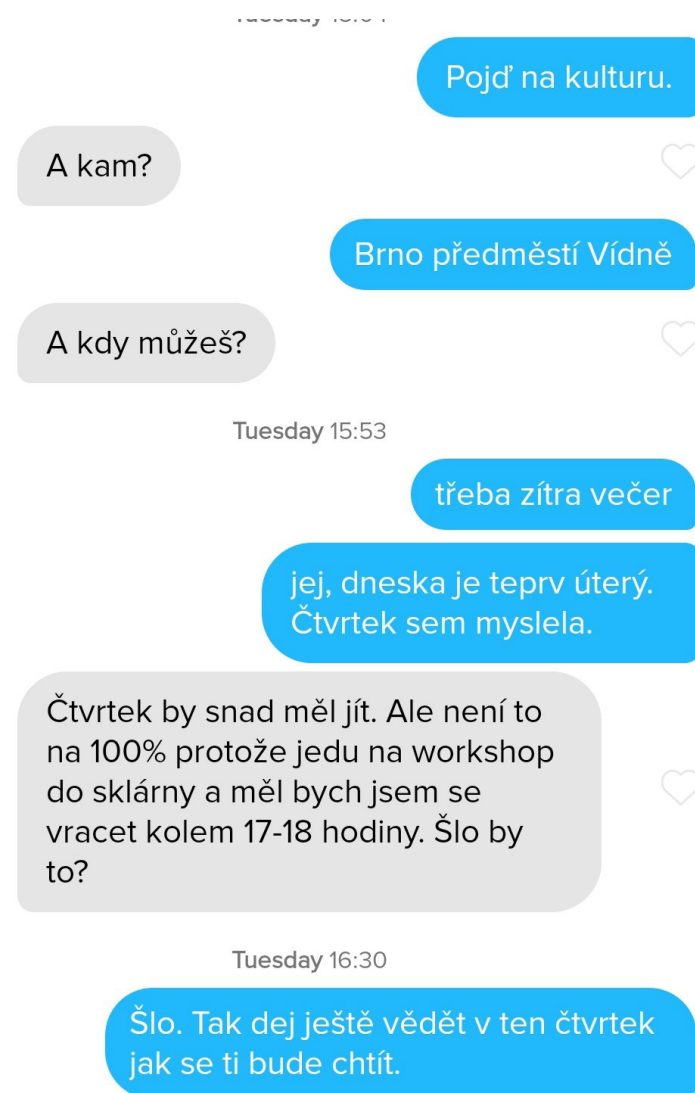 Pojď na kulturu.
A kam?
Brno předměstí Vídně
A kdy můžeš?
Tuesday 15:53
třeba zítra večer
jej, dneska je teprv úterý.
Čtvrtek sem myslela.
Čtvrtek by snad měl jít. Ale není to
na 100% protože jedu na workshop
do sklárny a měl bych jsem se
vracet kolem 17-18 hodiny. Šlo by
to?
Tuesday 16:30
Šlo. Tak dej ještě vědět v ten čtvrtek
jak se ti bude chtít.